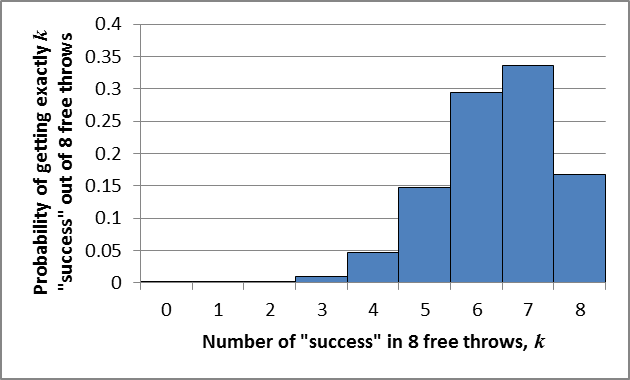 Probability of getting exactly k
"success" out of 8 free throws
0.4
0.35
0.3
0.25
0.2
0.15
0.1
0.05
0
0 1 2 3 4 5 6 7 8
Number of "success" in 8 free throws, k